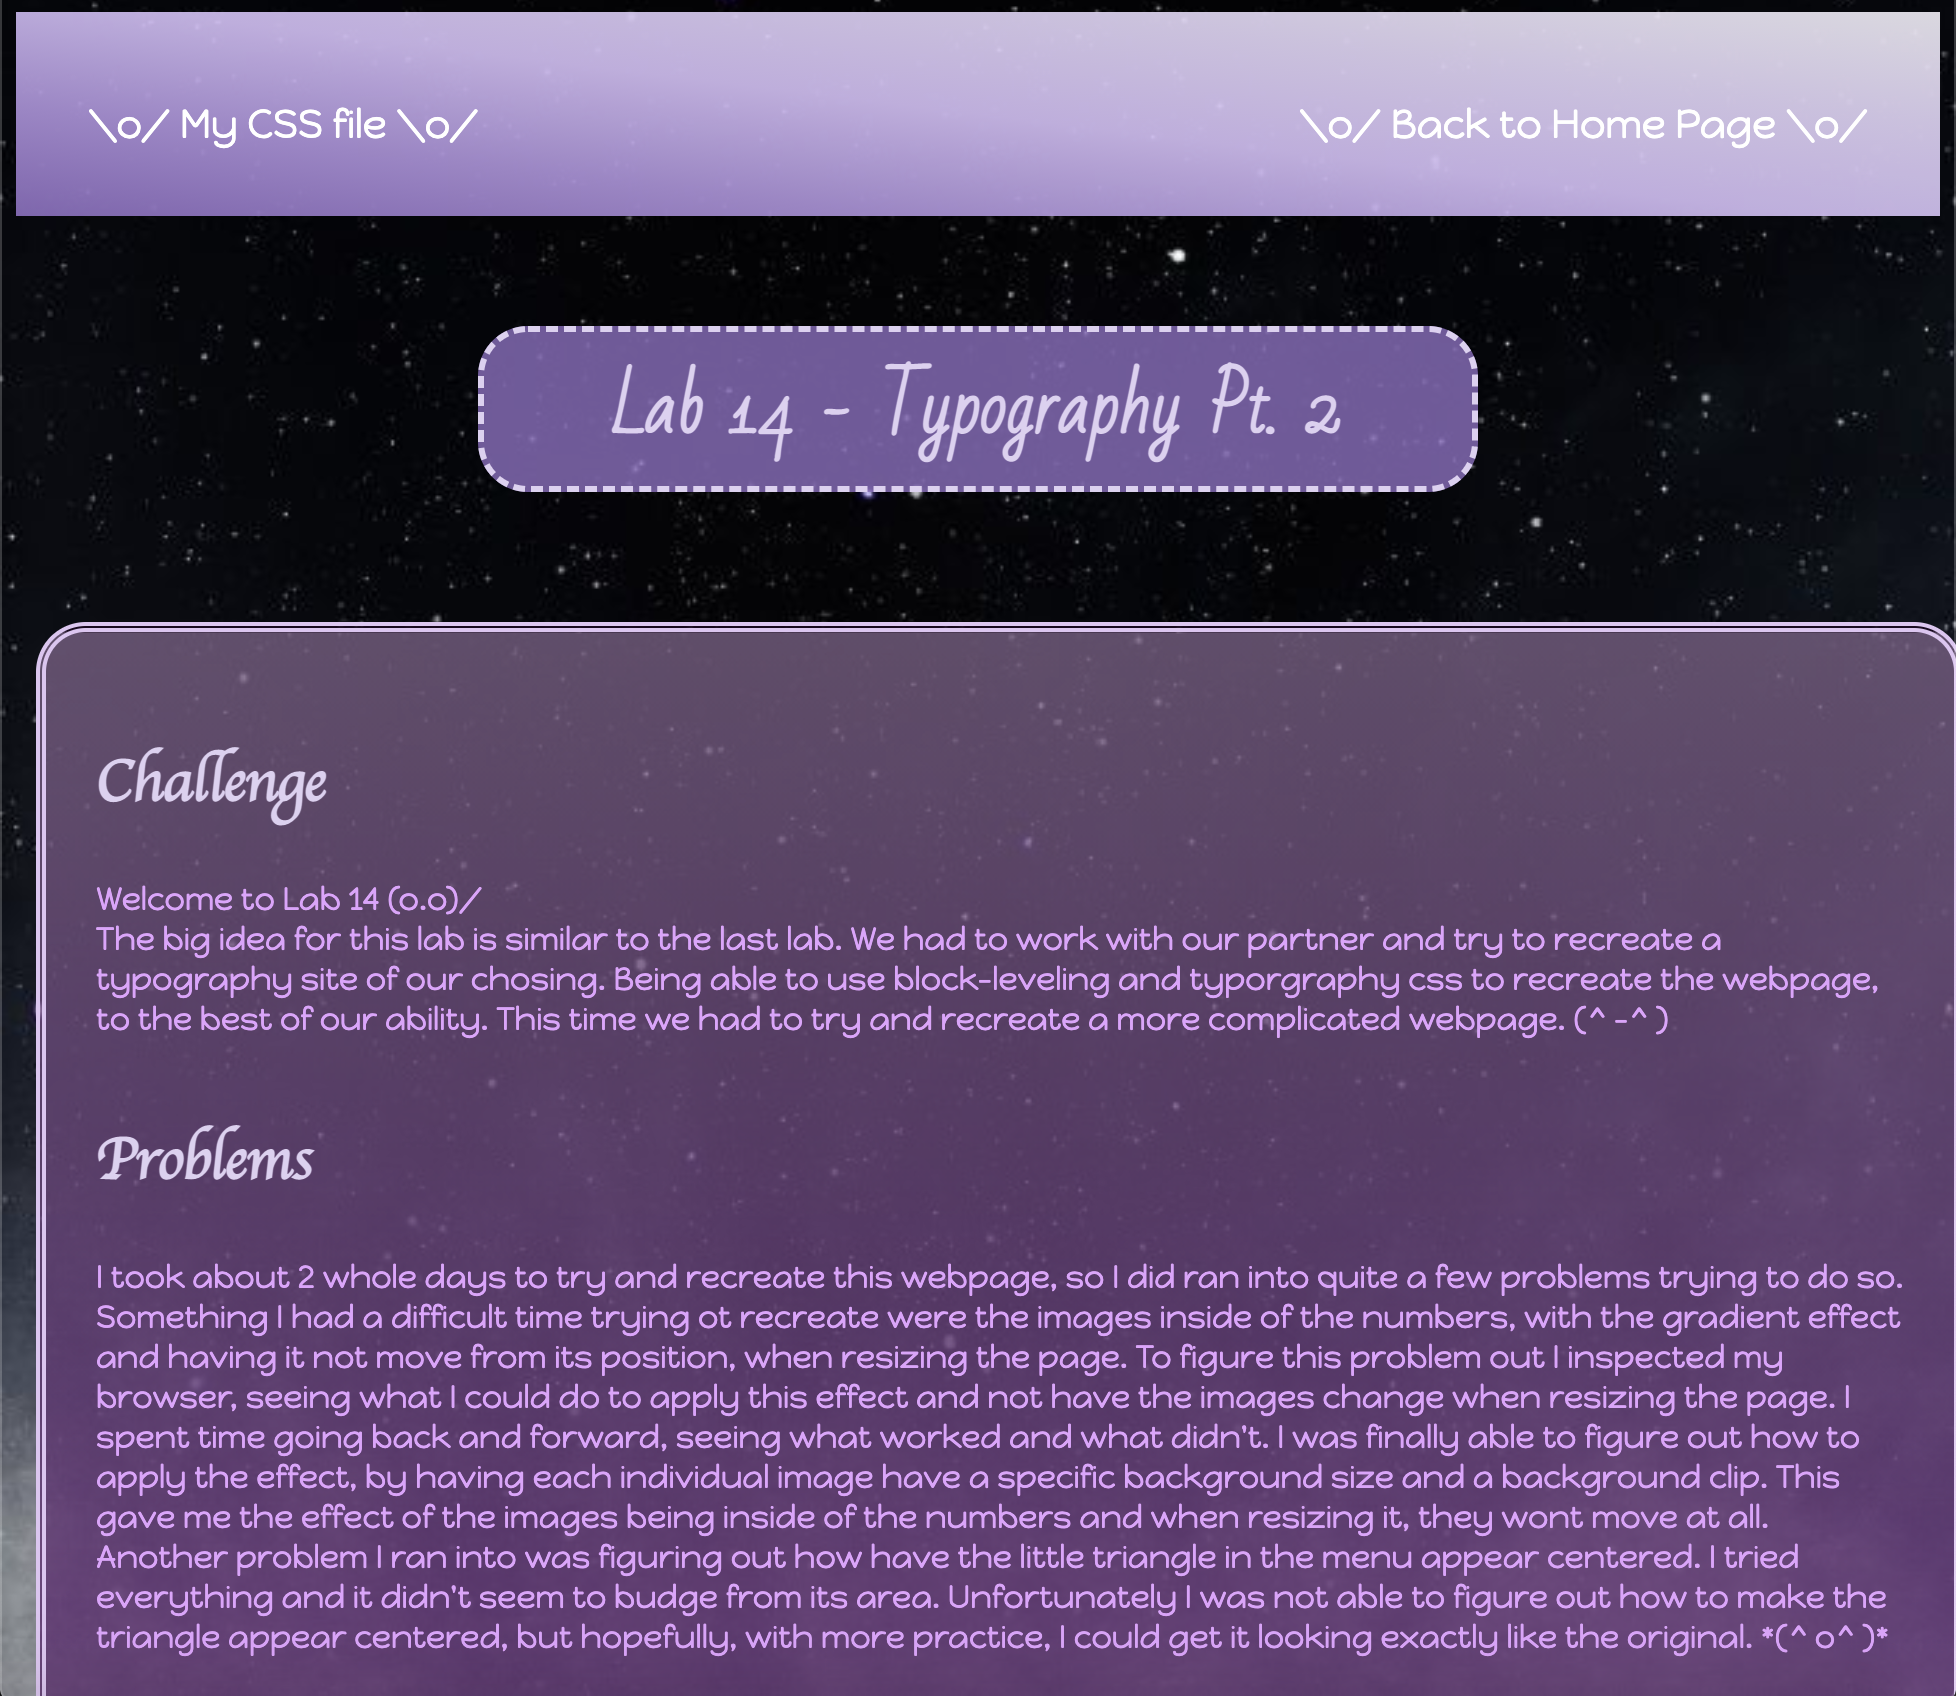 \o/ My CSS file \o/
\o/ Back to Home Page \o/
Lab 14 - Typography Pt. 2
Challenge
Welcome to Lab 14 (o.o)/
The big idea for this lab is similar to the last lab. We had to work with our partner and try to recreate a
typography site of our chosing. Being able to use block-leveling and typorgraphy css to recreate the webpage,
to the best of our ability. This time we had to try and recreate a more complicated webpage. (^ -^ )
Problems
I took about 2 whole days to try and recreate this webpage, so I did ran into quite a few problems trying to do so.
Something I had a difficult time trying ot recreate were the images inside of the numbers, with the gradient effect
and having it not move from its position, when resizing the page. To figure this problem out I inspected my
browser, seeing what I could do to apply this effect and not have the images change when resizing the page. I
spent time going back and forward, seeing what worked and what didn't. I was finally able to figure out how to
apply the effect, by having each individual image have a specific background size and a background clip. This
gave me the effect of the images being inside of the numbers and when resizing it, they wont move at all.
Another problem I ran into was figuring out how have the little triangle in the menu appear centered. I tried
everything and it didn't seem to budge from its area. Unfortunately I was not able to figure out how to make the
triangle appear centered, but hopefully, with more practice, I could get it looking exactly like the original. *(^ o^ )*